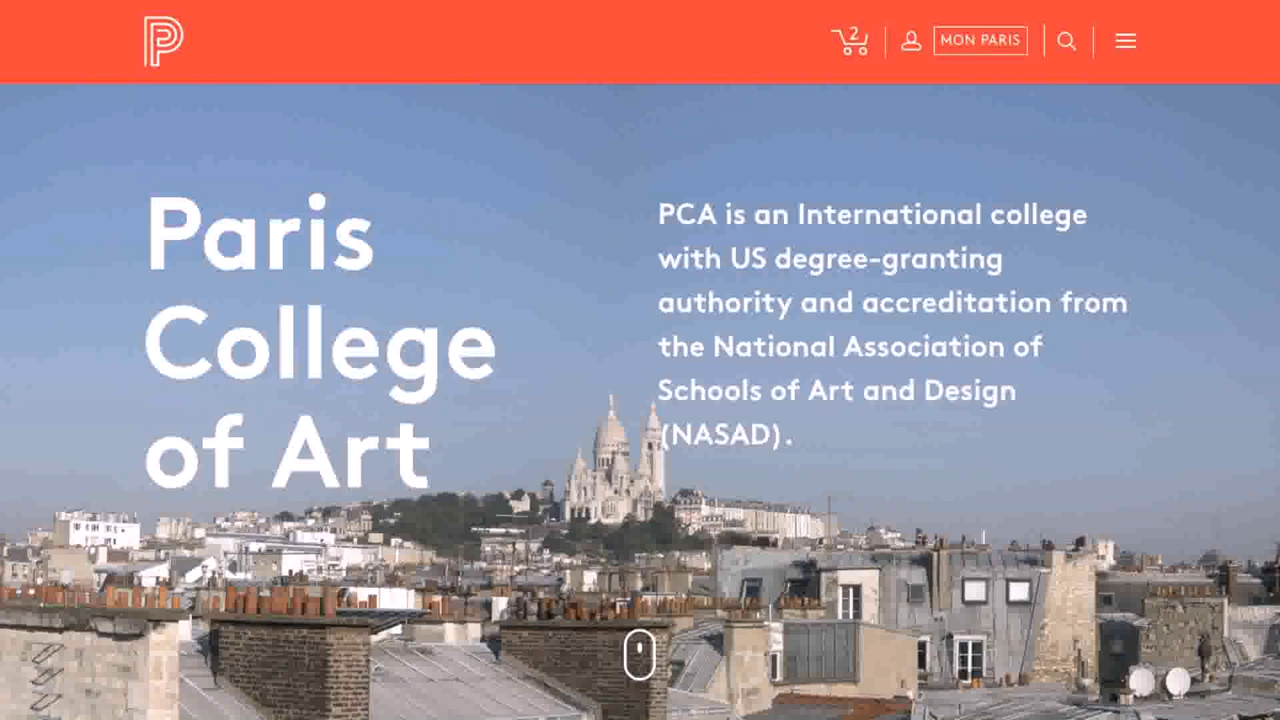 P
2
MON PARIS
Paris
College
of Art
PCA is an International college
with US degree-granting
authority and accreditation from
the National Association of
Schools of Art and Design
(NASAD).